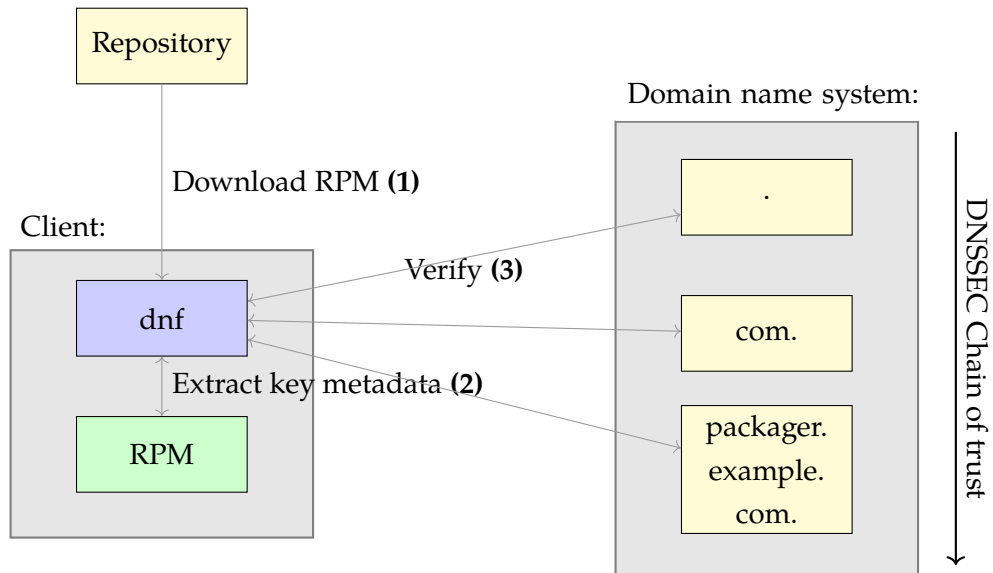 Repository
Domain name system:
Download RPM (1)
.
Client:
Verify (3)
dnf
com.
Extract key metadata (2)
RPM
packager.
example.
com.
DNSSEC Chain of trust